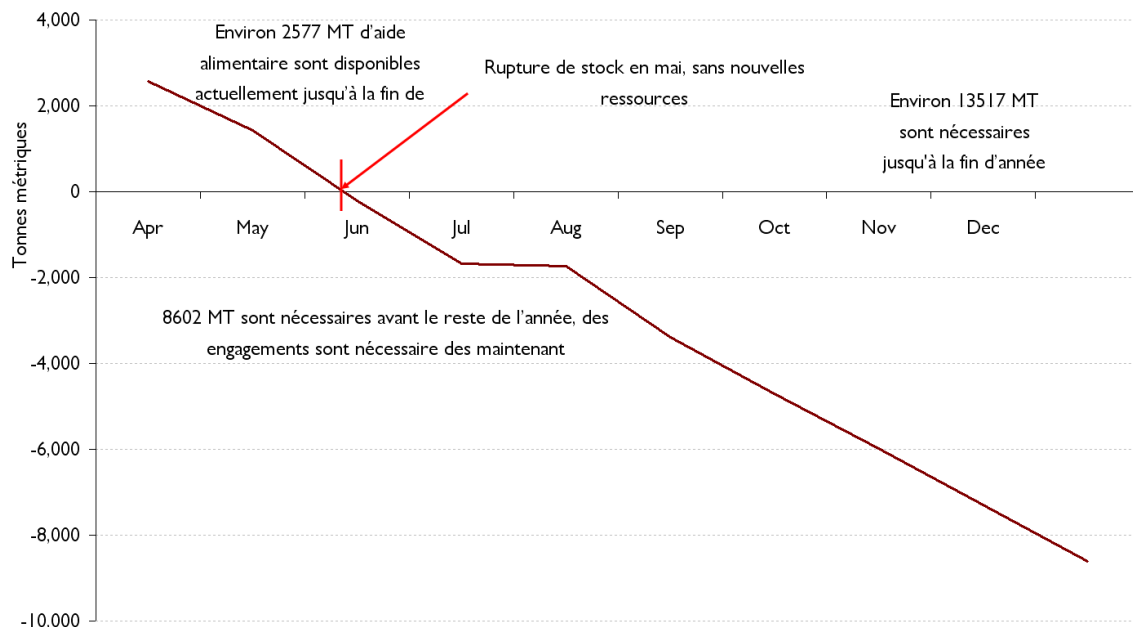 4,000
Environ 2577 MT d'aide
alimentaire sont disponibles
actuellement jusqu'à la fin de
Rupture de stock en mai, sans nouvelles
ressources
Environ 13517 MT
sont nécessaires
jusqu'à la fin d'année
2,000
Tonnes métriques
0
Apr May Jun Jul Aug Sep Oct Nov Dec
-2,000
8602 MT sont nécessaires avant le reste de l'année, des
engagements sont nécessaire des maintenant
-4,000
-6,000
-8,000
-10,000